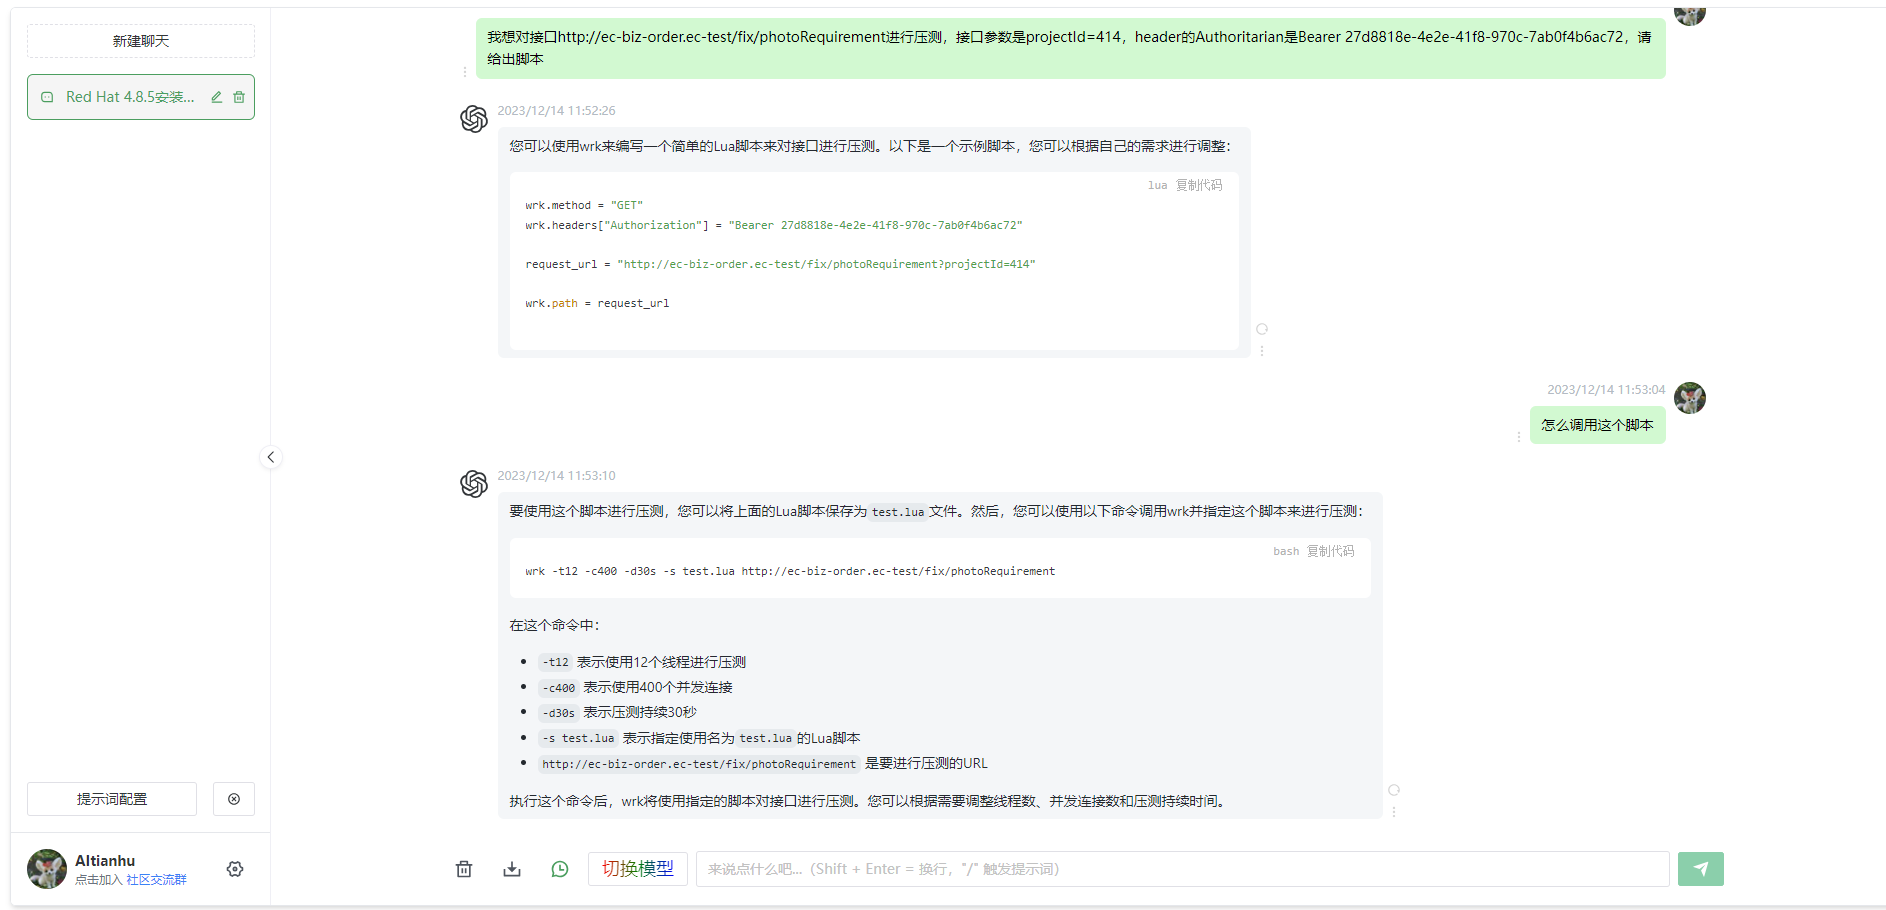 新建聊天
Red Hat 4.8.5安装...
我想对接口http://ec-biz-order.ec-test/fix/photoRequirement进行压测，接口参数是projectId=414，header的Authoritarian是Bearer 27d8818e-4e2e-41f8-970c-7ab0f4b6ac72，请
给出脚本
2023/12/14 11:52:26
您可以使用wrk来编写一个简单的Lua脚本来对接口进行压测。以下是一个示例脚本，您可以根据自己的需求进行调整：
lua 复制代码
wrk.method = "GET"
wrk.headers["Authorization"] = "Bearer 27d8818e-4e2e-41f8-970c-7ab0f4b6ac72"
request_url = "http://ec-biz-order.ec-test/fix/photoRequirement?projectId=414"
wrk.path = request_url
2023/12/14 11:53:04
怎么调用这个脚本
2023/12/14 11:53:10
要使用这个脚本进行压测，您可以将上面的Lua脚本保存为 test.lua 文件。然后，您可以使用以下命令调用wrk并指定这个脚本来进行压测：
bash 复制代码
wrk -t12 -c400 -d30s -s test.lua http://ec-biz-order.ec-test/fix/photoRequirement
在这个命令中：
• -t12 表示使用12个线程进行压测
• -c400 表示使用400个并发连接
• -d30s 表示压测持续30秒
• -s test.lua 表示指定使用名为 test.lua 的Lua脚本
• http://ec-biz-order.ec-test/fix/photoRequirement 是要进行压测的URL
执行这个命令后，wrk将使用指定的脚本对接口进行压测。您可以根据需要调整线程数、并发连接数和压测持续时间。
提示词配置
AItianhu
点击加入 社区交流群
切换模型
来说点什么吧...（Shift + Enter = 换行，"/" 触发提示词）